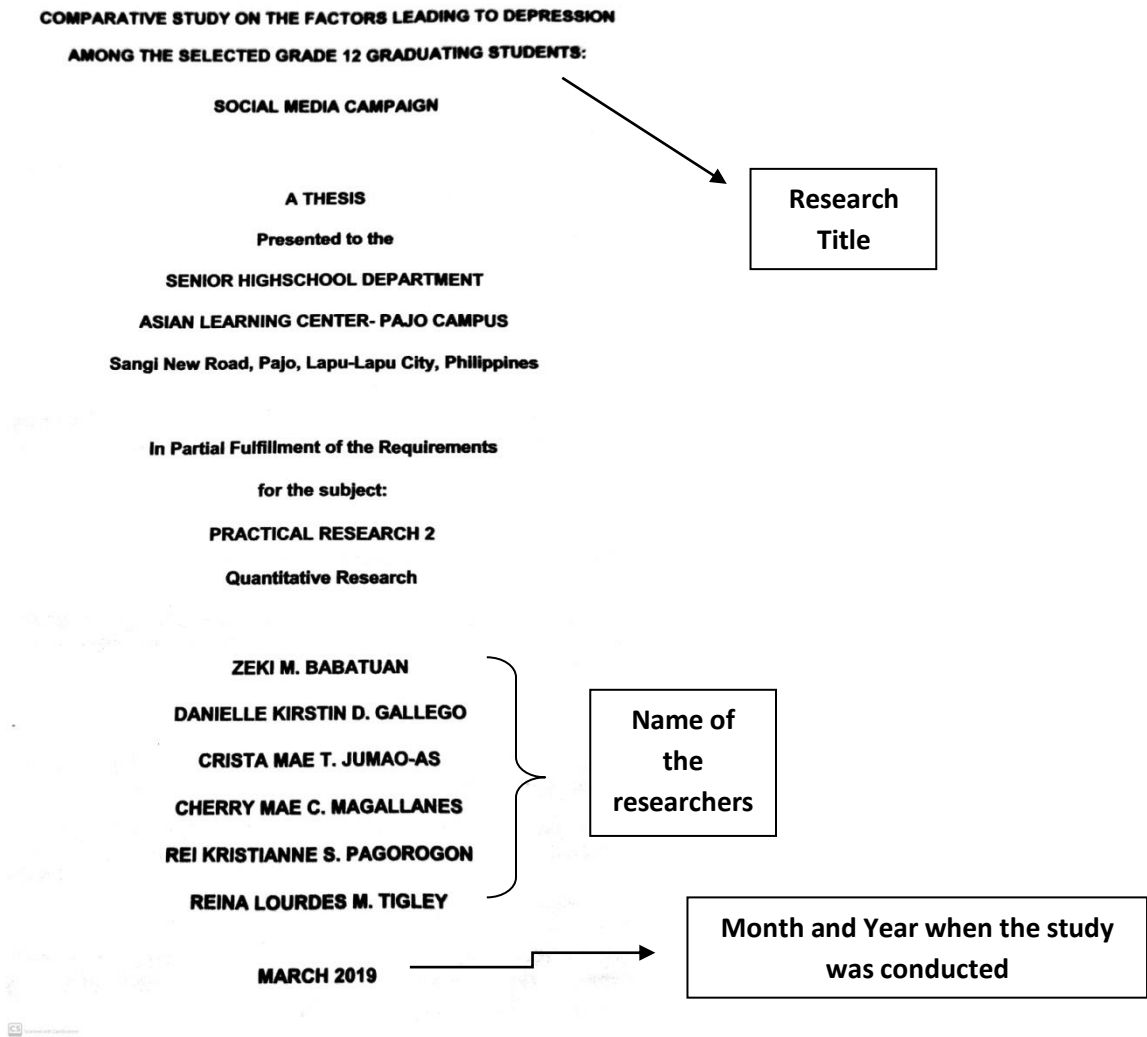 COMPARATIVE STUDY ON THE FACTORS LEADING TO DEPRESSION
AMONG THE SELECTED GRADE 12 GRADUATING STUDENTS:
SOCIAL MEDIA CAMPAIGN
A THESIS
Presented to the
SENIOR HIGHSCHOOL DEPARTMENT
ASIAN LEARNING CENTER- PAJO CAMPUS
Sangi New Road, Pajo, Lapu-Lapu City, Philippines
Research
Title
In Partial Fulfillment of the Requirements
for the subject:
PRACTICAL RESEARCH 2
Quantitative Research
ZEKI M. BABATUAN
DANIELLE KIRSTIN D. GALLEGO
CRISTA MAE T. JUMAO-AS
CHERRY MAE C. MAGALLANES
REI KRISTIANNE S. PAGOROGON
REINA LOURDES M. TIGLEY
Name of
the
researchers
MARCH 2019
Month and Year when the study
was conducted
CS